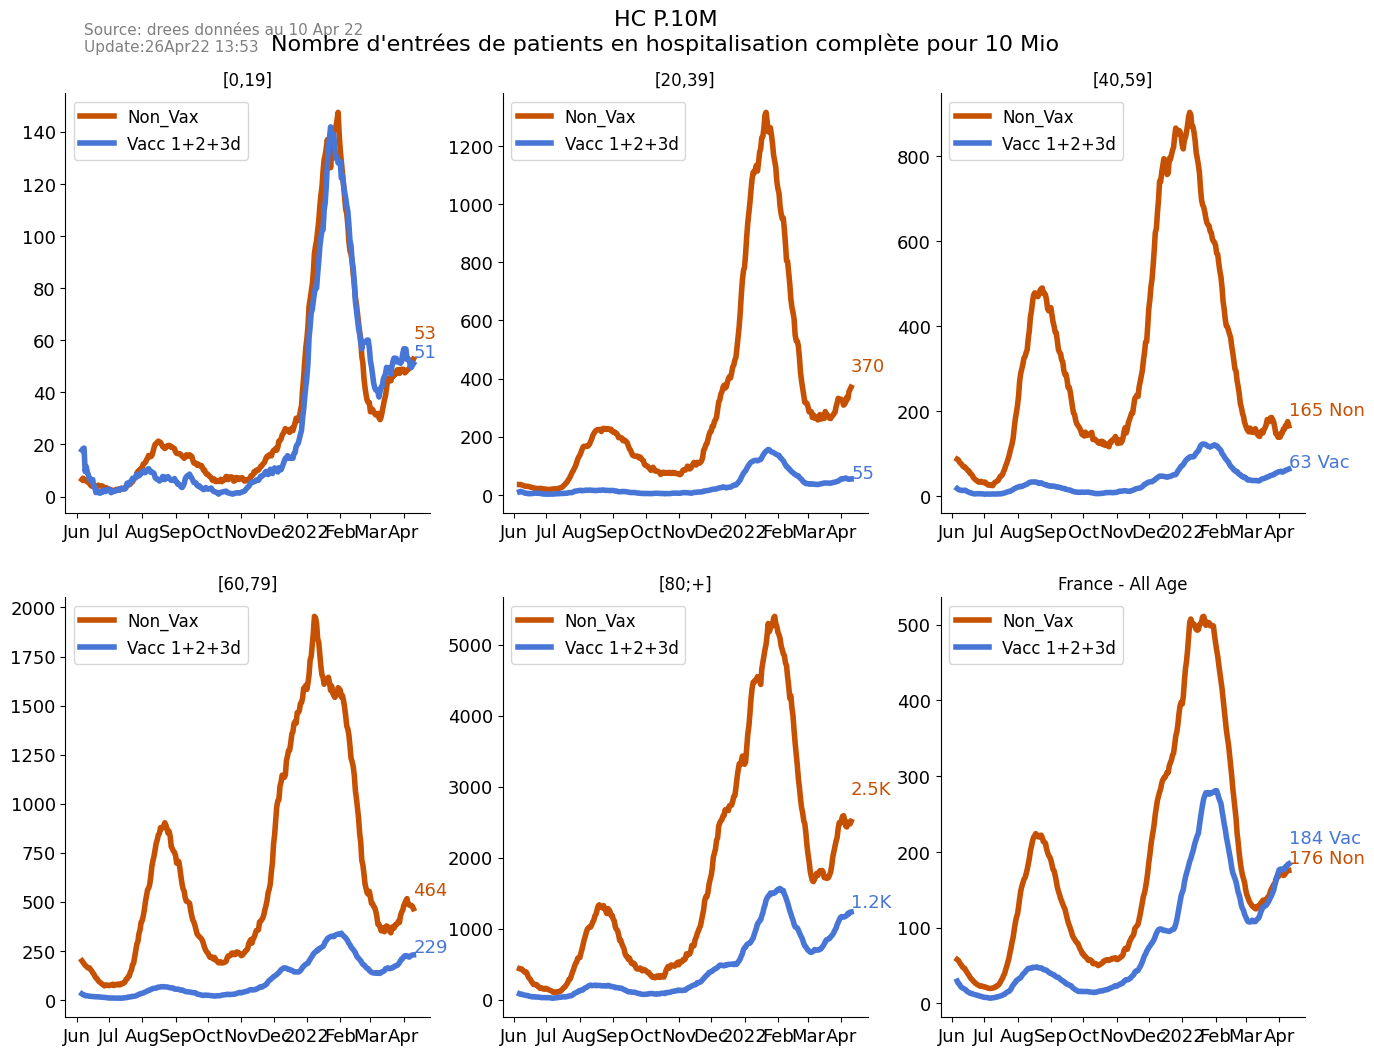 HC P.10M
Source: drees données au 10 Apr 22
Update:26Apr22 13:53
Nombre d'entrées de patients en hospitalisation complète pour 10 Mio
[0,19]
Non_Vax
Vacc 1+2+3d
140
120
100
80
60
40
20
0
53
51
Jun Jul Aug Sep Oct Nov Dec 2022 Feb Mar Apr
[20,39]
Non_Vax
Vacc 1+2+3d
1200
1000
800
600
400
200
0
370
55
Jun Jul Aug Sep Oct Nov Dec 2022 Feb Mar Apr
[40,59]
Non_Vax
Vacc 1+2+3d
800
600
400
200
0
165 Non
63 Vac
Jun Jul Aug Sep Oct Nov Dec 2022 Feb Mar Apr
[60,79]
Non_Vax
Vacc 1+2+3d
2000
1750
1500
1250
1000
750
500
250
0
464
229
Jun Jul Aug Sep Oct Nov Dec 2022 Feb Mar Apr
[80;+]
Non_Vax
Vacc 1+2+3d
5000
4000
3000
2000
1000
0
2.5K
1.2K
Jun Jul Aug Sep Oct Nov Dec 2022 Feb Mar Apr
France - All Age
Non_Vax
Vacc 1+2+3d
500
400
300
200
100
0
184 Vac
176 Non
Jun Jul Aug Sep Oct Nov Dec 2022 Feb Mar Apr